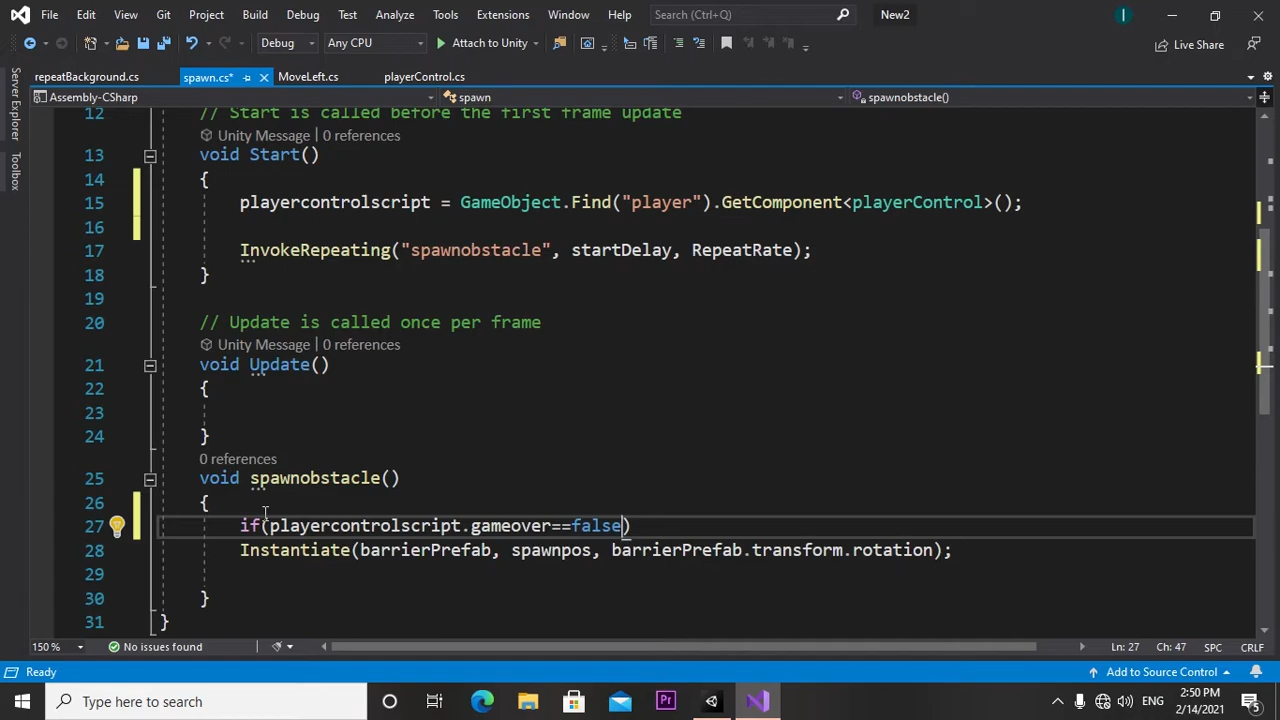 File Edit View Git Project Build Debug Test Analyze Tools Extensions Window Help Search (Ctrl+Q) New2 I
Debug Any CPU Attach to Unity Live Share
repeatBackground.cs spawn.cs* MoveLeft.cs playerControl.cs
Assembly-CSharp spawn spawnobstacle()
Server Explorer
Toolbox
12 // Start is called before the first frame update
Unity Message | 0 references
13 void Start()
14 {
15 playercontrolscript = GameObject.Find("player").GetComponent<playerControl>();
16
17 InvokeRepeating("spawnobstacle", startDelay, RepeatRate);
18 }
19
20 // Update is called once per frame
Unity Message | 0 references
21 void Update()
22 {
23
24 }
0 references
25 void spawnobstacle()
26 {
27 if(playercontrolscript.gameover==false)
28 Instantiate(barrierPrefab, spawnpos, barrierPrefab.transform.rotation);
29
30 }
31 }
150 % No issues found Ln: 27 Ch: 47 SPC CRLF
Ready Add to Source Control
Type here to search Pr ENG 2:50 PM
2/14/2021 5